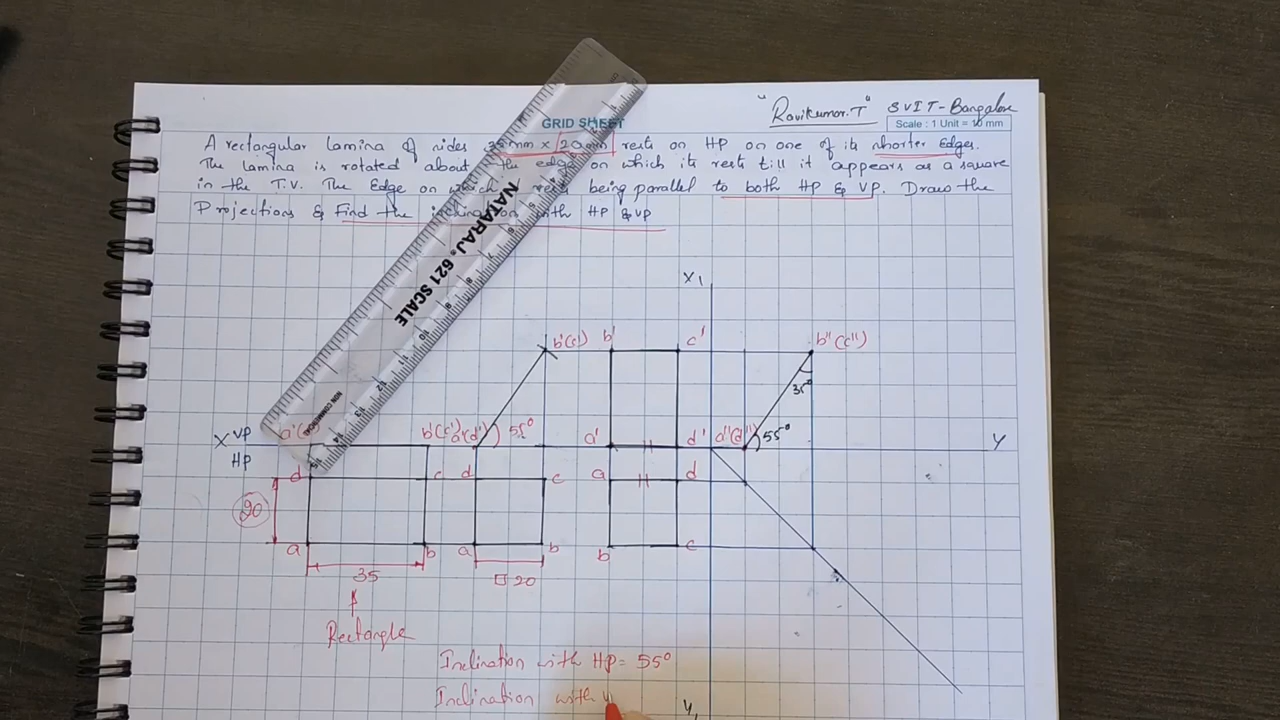 "Ravikumar.T" SVIT-Bangalore
GRID SHEET
Scale : 1 Unit = 10 mm
A rectangular lamina of sides 35mm x 20mm rests on HP on one of its shorter Edges.
The lamina is rotated about the edge on which it rests till it appears as a square
in the T.V. The Edge on which it rests being parallel to both HP & VP. Draw the
Projections & Find the inclination with HP & VP
NATARAJ 621 SCALE
X1
b'(c') b' c' b"(c")
35°
X VP a' b'(c') a'(d') 55° a' d' a"(d") 55° Y
HP
d c d c a d
20
a b a b b c
35 □20
Rectangle
Inclination with HP = 55°
Inclination with
Y1